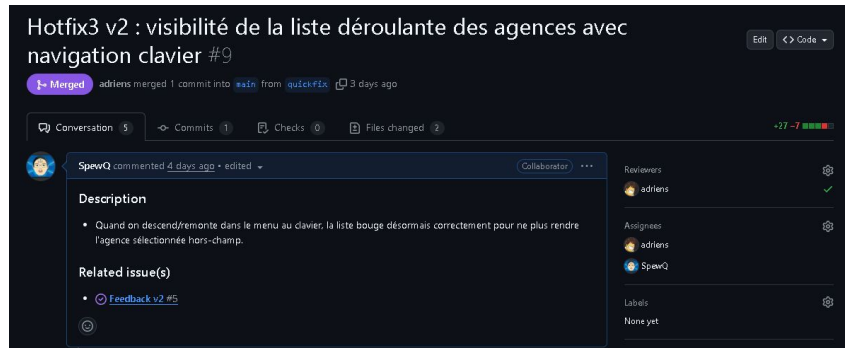 Hotfix3 v2 : visibilité de la liste déroulante des agences avec
navigation clavier #9
Edit
<> Code
Merged adriens merged 1 commit into main from quickfix 3 days ago
Conversation 5 Commits 1 Checks 0 Files changed 2
+27 −7
SpewQ commented 4 days ago • edited
Collaborator ...
Description
• Quand on descend/remonte dans le menu au clavier, la liste bouge désormais correctement pour ne plus rendre
l'agence sélectionnée hors-champ.
Related issue(s)
• Feedback v2 #5
Reviewers
adriens
Assignees
adriens
SpewQ
Labels
None yet